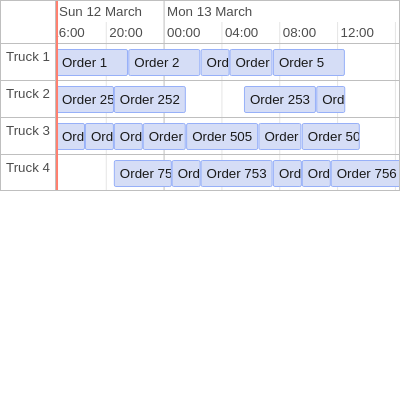 Sun 12 March Mon 13 March
6:00 20:00 00:00 04:00 08:00 12:00
Truck 1 Order 1 Order 2 Ord Order Order 5
Truck 2 Order 25 Order 252 Order 253 Ord
Truck 3 Ord Ord Ord Order Order 505 Order Order 50
Truck 4 Order 75 Ord Order 753 Ord Ord Order 756